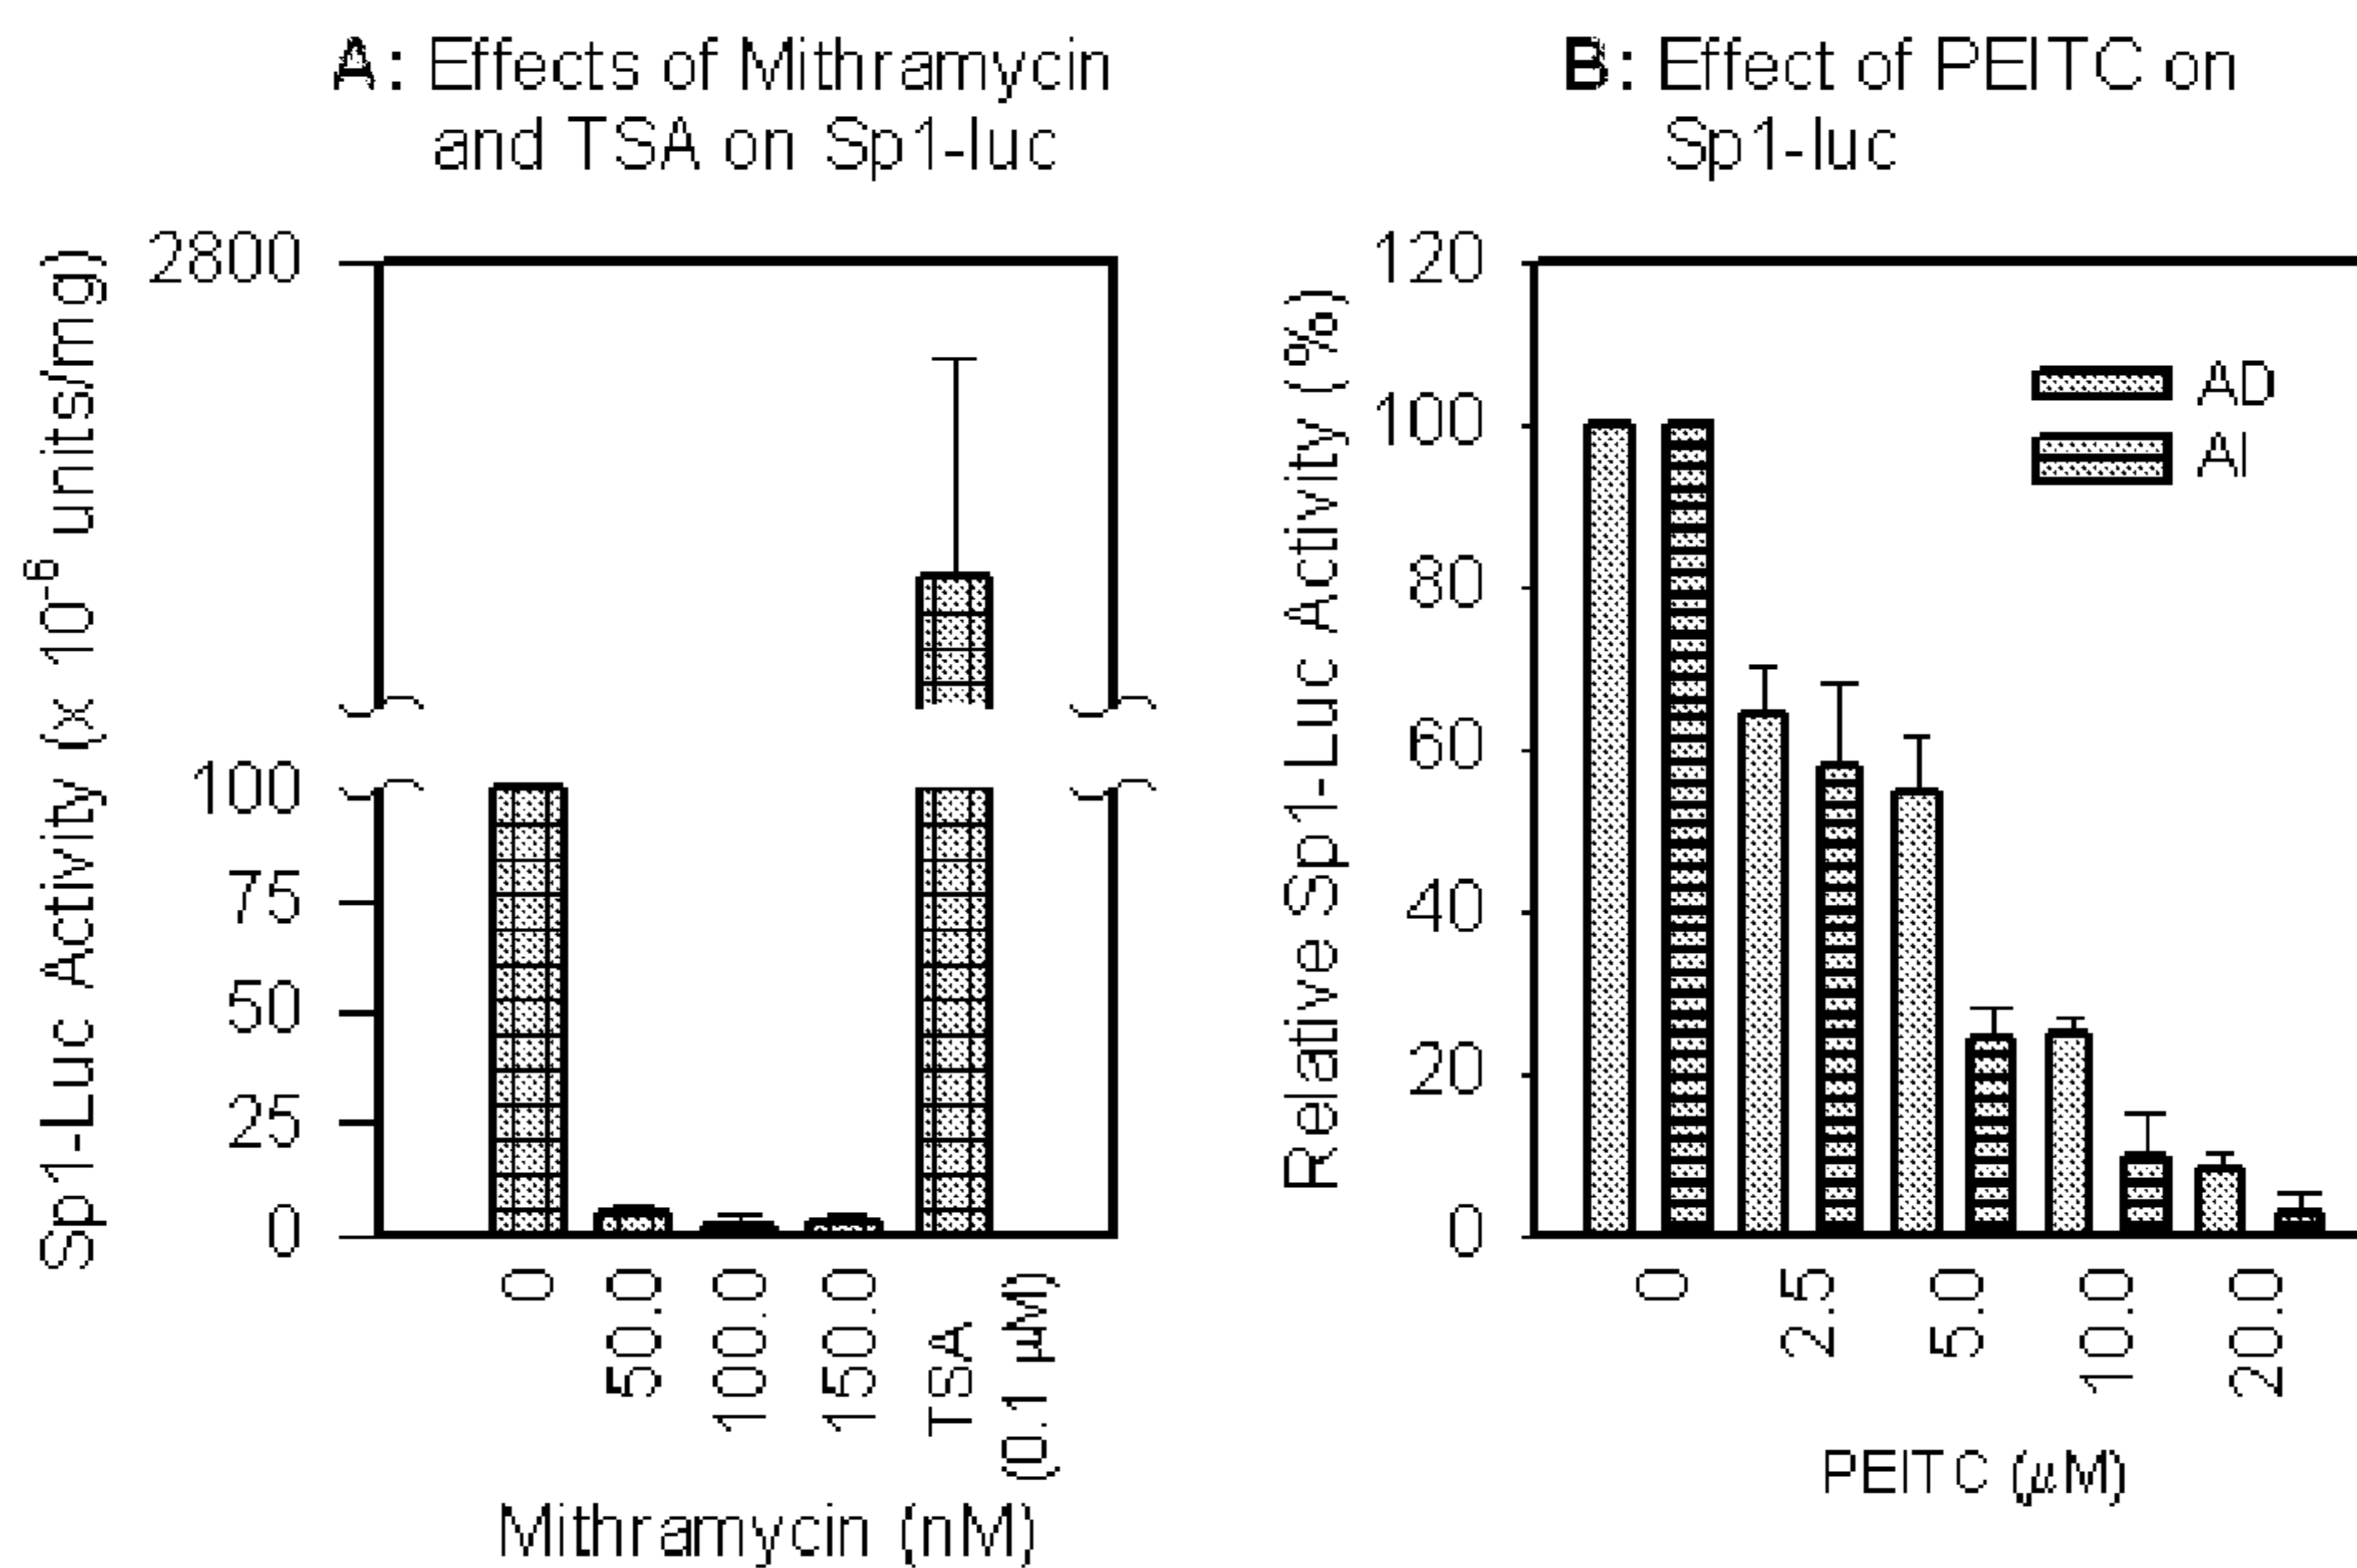 A: Effects of Mithramycin
and TSA on Sp1-luc
Sp1-Luc Activity (x 10-6 units/mg)
2800
100
75
50
25
0
0
50.0
100.0
150.0
TSA
(0.1 µM)
Mithramycin (nM)
B: Effect of PEITC on
Sp1-luc
Relative Sp1-Luc Activity (%)
120
100
80
60
40
20
0
AD
AI
0
2.5
5.0
10.0
20.0
PEITC (µM)